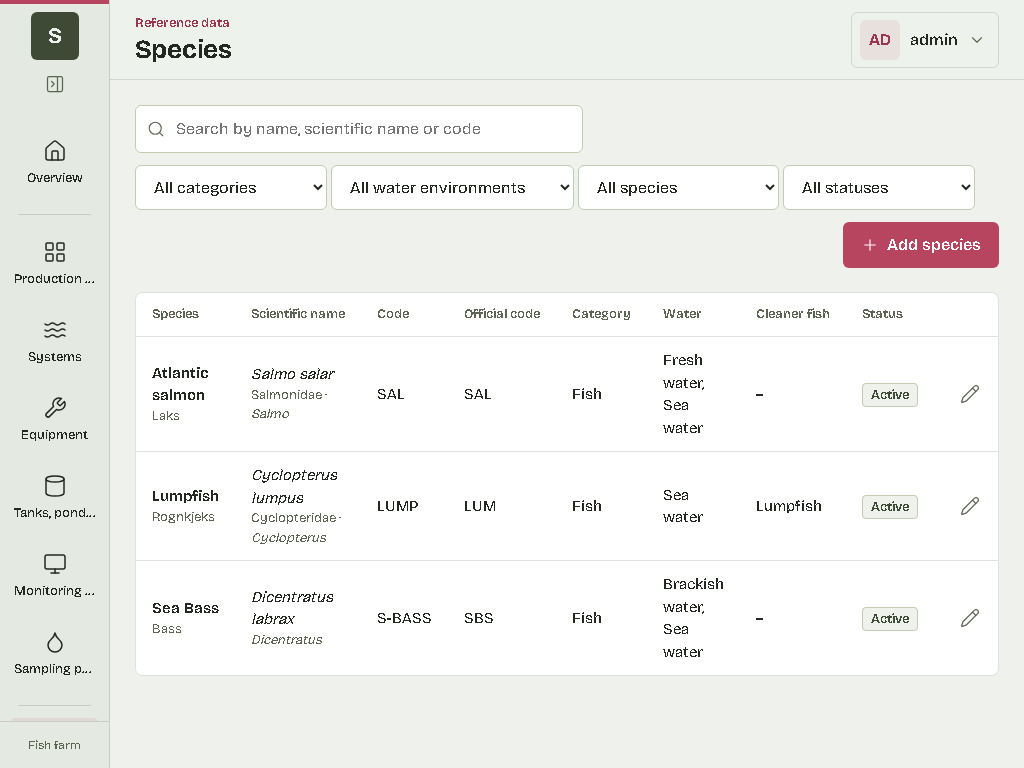 S
Reference data
Species
AD
admin
Overview
Production ...
Systems
Equipment
Tanks, pond...
Monitoring ...
Sampling p...
Fish farm
Search by name, scientific name or code
All categories
All water environments
All species
All statuses
Add species
Species
Scientific name
Code
Official code
Category
Water
Cleaner fish
Status
Atlantic
salmon
Laks
Salmo salar
Salmonidae ·
Salmo
SAL
SAL
Fish
Fresh
water,
Sea
water
–
Active
Lumpfish
Rognkjeks
Cyclopterus
lumpus
Cyclopteridae ·
Cyclopterus
LUMP
LUM
Fish
Sea
water
Lumpfish
Active
Sea Bass
Bass
Dicentratus
labrax
Dicentratus
S-BASS
SBS
Fish
Brackish
water,
Sea
water
–
Active